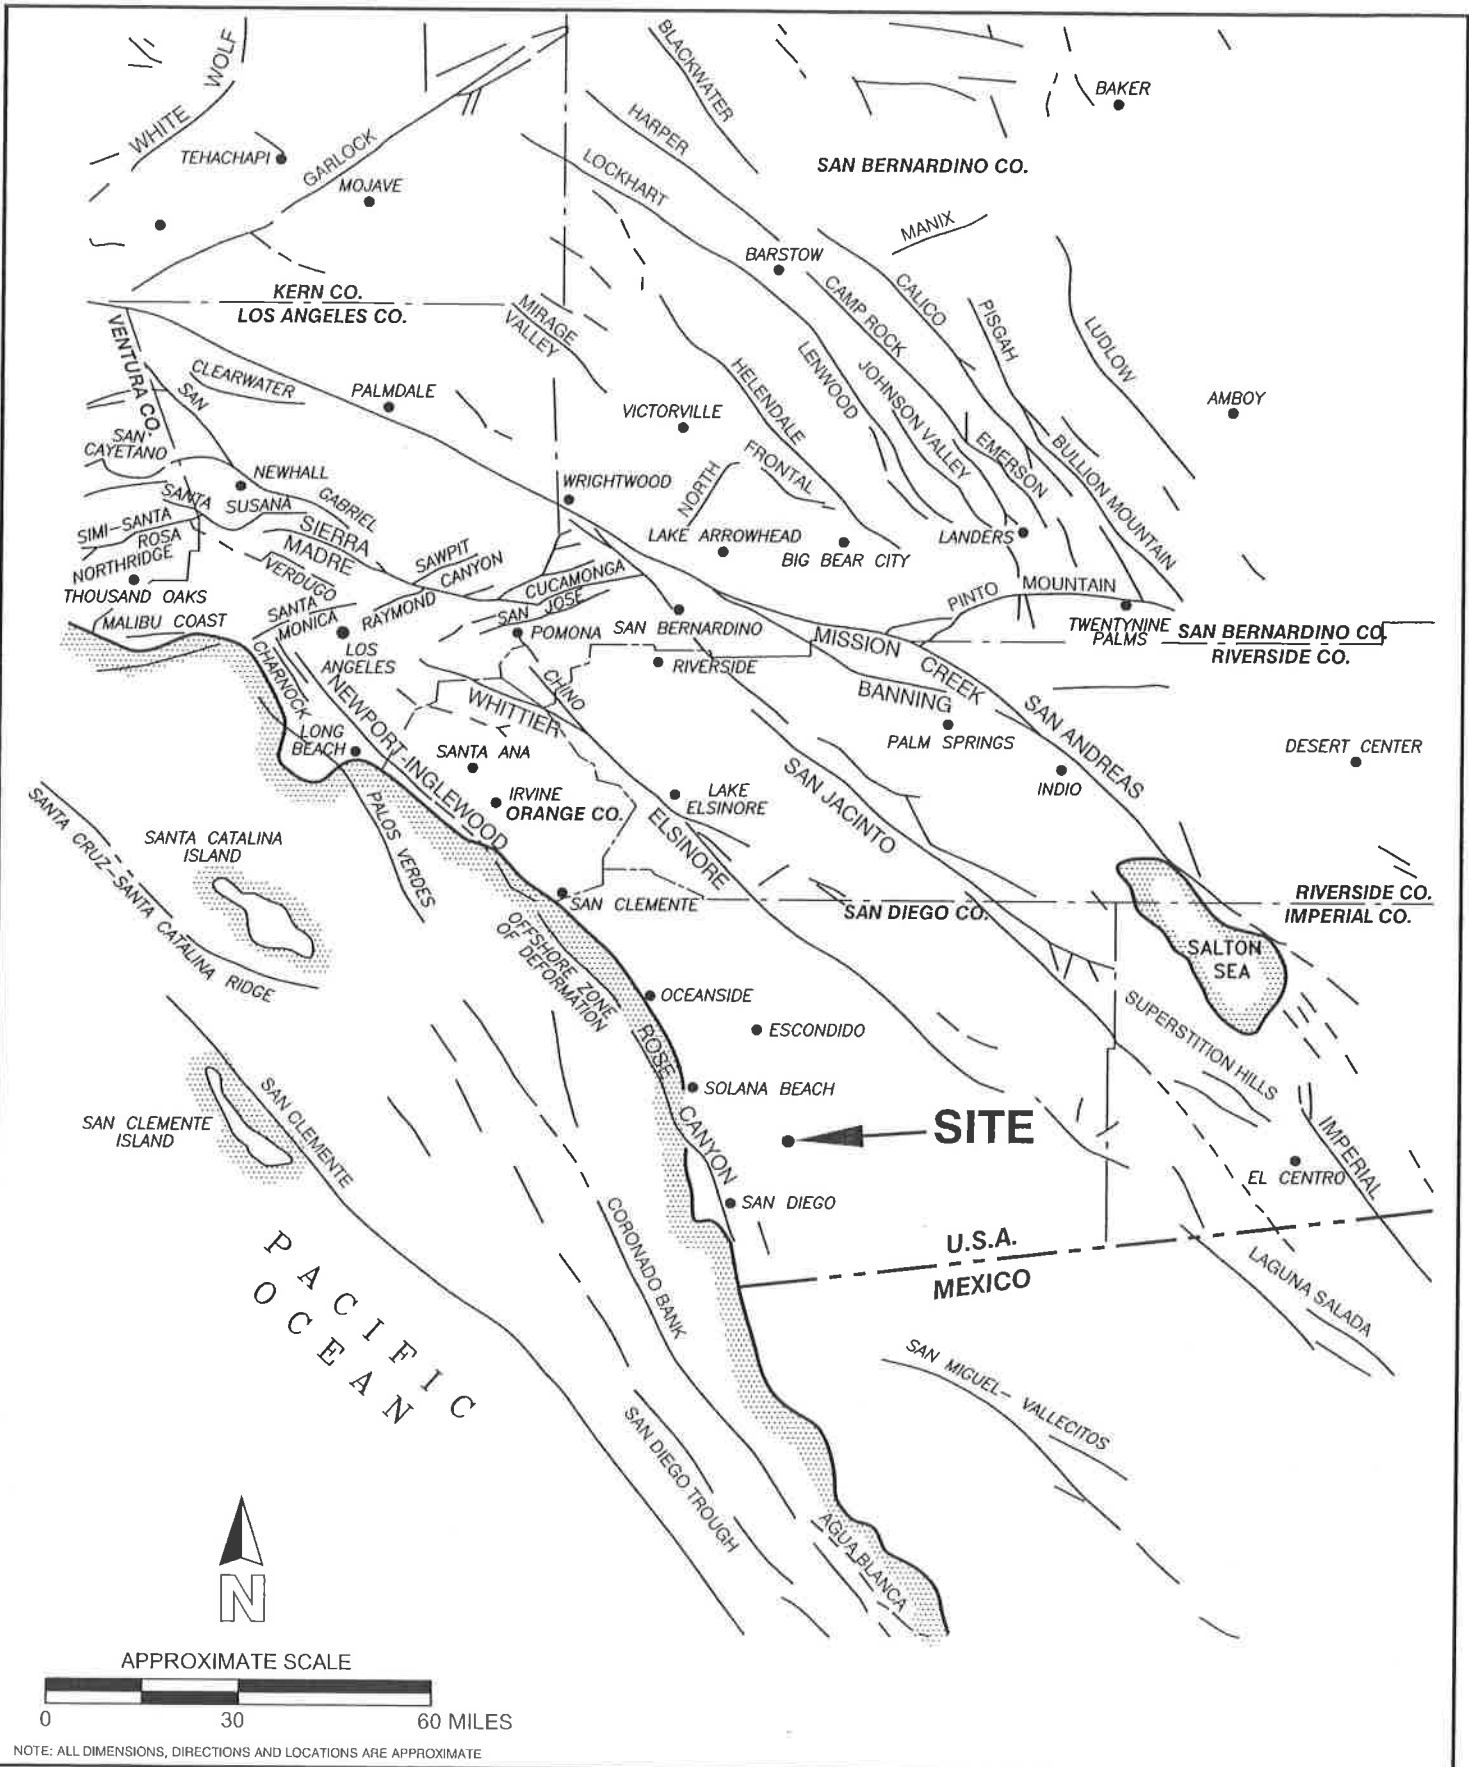 WHITE WOLF
BLACKWATER
BAKER
HARPER
TEHACHAPI
GARLOCK
LOCKHART
SAN BERNARDINO CO.
MOJAVE
MANIX
BARSTOW
KERN CO.
LOS ANGELES CO.
MIRAGE
VALLEY
CAMP ROCK
CALICO
PISGAH
LUDLOW
VENTURA CO.
CLEARWATER
SAN GABRIEL
PALMDALE
VICTORVILLE
HELENDALE
LENWOOD
JOHNSON VALLEY
EMERSON
BULLION MOUNTAIN
AMBOY
SAN
CAYETANO
NEWHALL
WRIGHTWOOD
NORTH FRONTAL
SANTA SUSANA
SIMI-SANTA
ROSA
NORTHRIDGE
SIERRA
MADRE
SAWPIT
CANYON
LAKE ARROWHEAD
BIG BEAR CITY
LANDERS
THOUSAND OAKS
VERDUGO
CUCAMONGA
SAN JOSE
PINTO MOUNTAIN
MALIBU COAST
SANTA
MONICA
RAYMOND
POMONA
SAN BERNARDINO
TWENTYNINE
PALMS
SAN BERNARDINO CO.
RIVERSIDE CO.
LOS
ANGELES
RIVERSIDE
MISSION CREEK
BANNING
SAN ANDREAS
CHARNOCK
NEWPORT-INGLEWOOD
WHITTIER
CHINO
PALM SPRINGS
LONG
BEACH
SANTA ANA
DESERT CENTER
INDIO
IRVINE
ORANGE CO.
LAKE
ELSINORE
ELSINORE
SAN JACINTO
PALOS VERDES
SANTA CRUZ-SANTA CATALINA RIDGE
SANTA CATALINA
ISLAND
SAN CLEMENTE
SAN DIEGO CO.
RIVERSIDE CO.
IMPERIAL CO.
OFFSHORE ZONE
OF DEFORMATION
SALTON
SEA
OCEANSIDE
ESCONDIDO
ROSE CANYON
SUPERSTITION HILLS
SOLANA BEACH
SAN CLEMENTE
SAN CLEMENTE
ISLAND
SITE
IMPERIAL
EL CENTRO
SAN DIEGO
CORONADO BANK
PACIFIC
OCEAN
U.S.A.
MEXICO
LAGUNA SALADA
SAN MIGUEL- VALLECITOS
SAN DIEGO TROUGH
AGUA BLANCA
N
APPROXIMATE SCALE
0 30 60 MILES
NOTE: ALL DIMENSIONS, DIRECTIONS AND LOCATIONS ARE APPROXIMATE